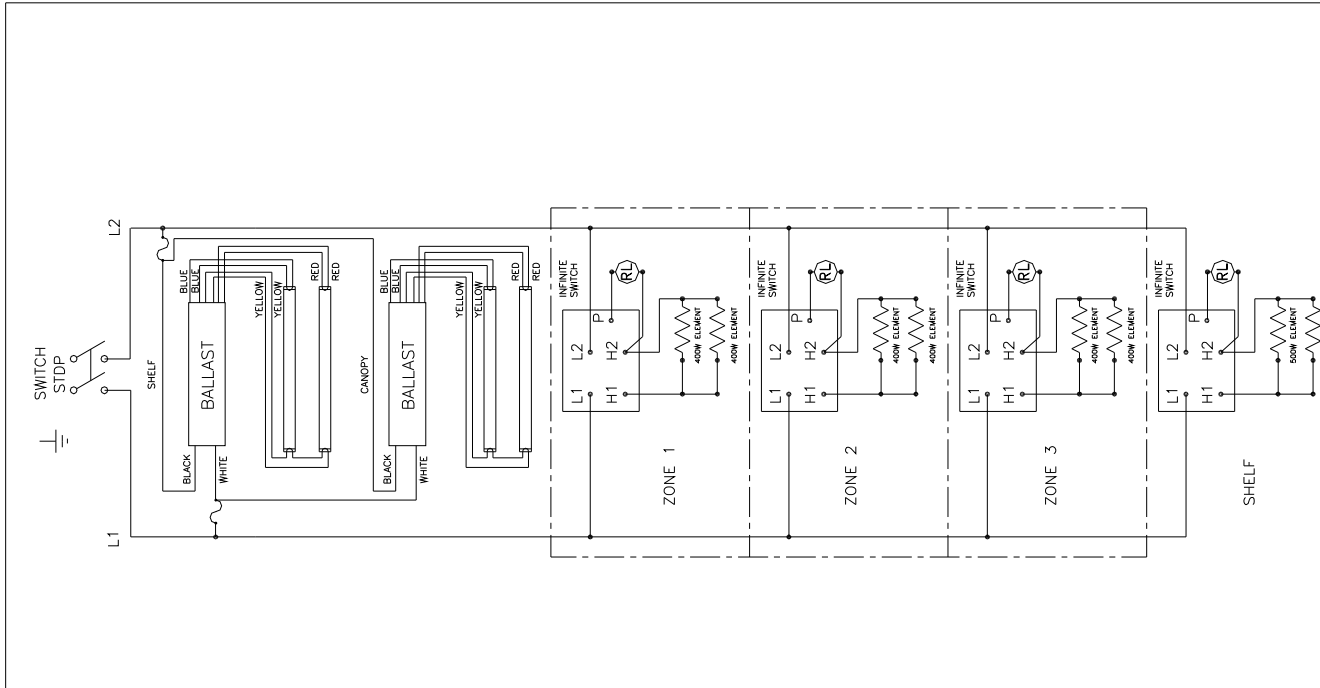 SWITCH
STDP
L1
L2
SHELF
BALLAST
BLACK
WHITE
BLUE
BLUE
YELLOW
YELLOW
RED
RED
CANOPY
BALLAST
BLACK
WHITE
BLUE
BLUE
YELLOW
YELLOW
RED
RED
INFINITE
SWITCH
L1
L2
P
H1
H2
RL
400W ELEMENT
400W ELEMENT
ZONE 1
INFINITE
SWITCH
L1
L2
P
H1
H2
RL
400W ELEMENT
400W ELEMENT
ZONE 2
INFINITE
SWITCH
L1
L2
P
H1
H2
RL
400W ELEMENT
400W ELEMENT
ZONE 3
INFINITE
SWITCH
L1
L2
P
H1
H2
RL
500W ELEMENT
SHELF